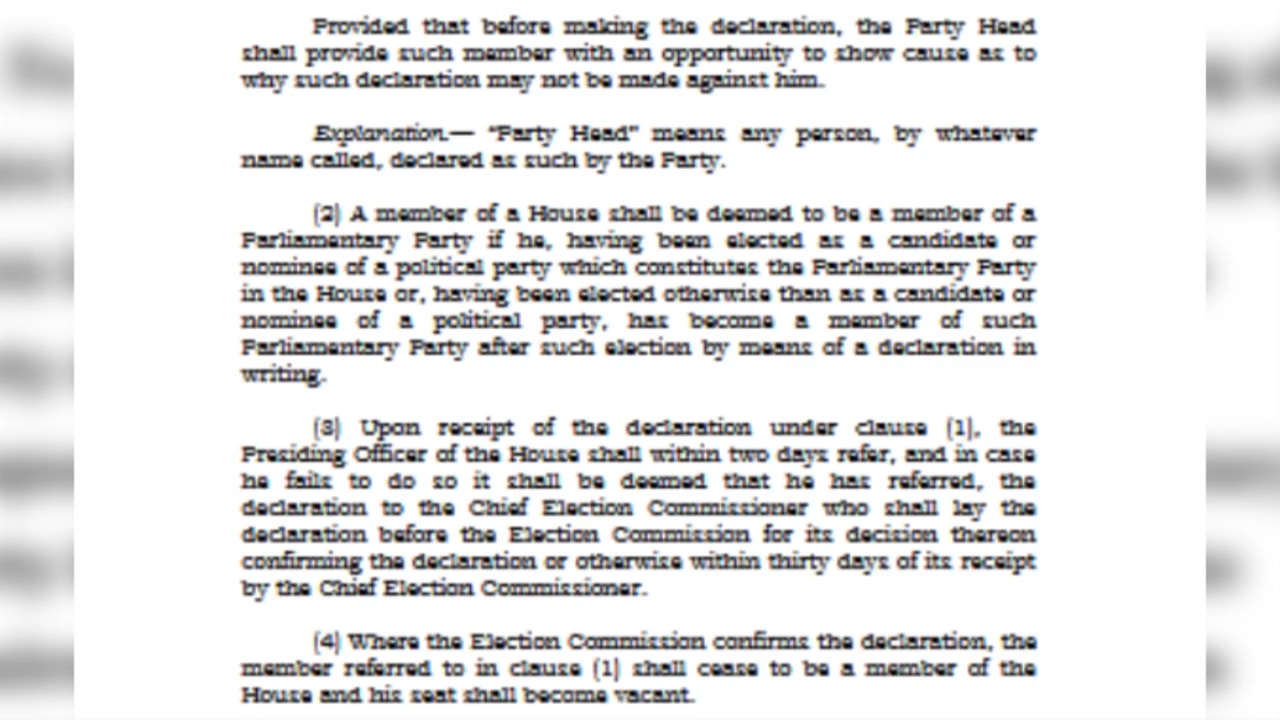 Provided that before making the declaration, the Party Head
shall provide such member with an opportunity to show cause as to
why such declaration may not be made against him.
Explanation.— "Party Head" means any person, by whatever
name called, declared as such by the Party.
(2) A member of a House shall be deemed to be a member of a
Parliamentary Party if he, having been elected as a candidate or
nominee of a political party which constitutes the Parliamentary Party
in the House or, having been elected otherwise than as a candidate or
nominee of a political party, has become a member of such
Parliamentary Party after such election by means of a declaration in
writing.
(3) Upon receipt of the declaration under clause (1), the
Presiding Officer of the House shall within two days refer, and in case
he fails to do so it shall be deemed that he has referred, the
declaration to the Chief Election Commissioner who shall lay the
declaration before the Election Commission for its decision thereon
confirming the declaration or otherwise within thirty days of its receipt
by the Chief Election Commissioner.
(4) Where the Election Commission confirms the declaration, the
member referred to in clause (1) shall cease to be a member of the
House and his seat shall become vacant.